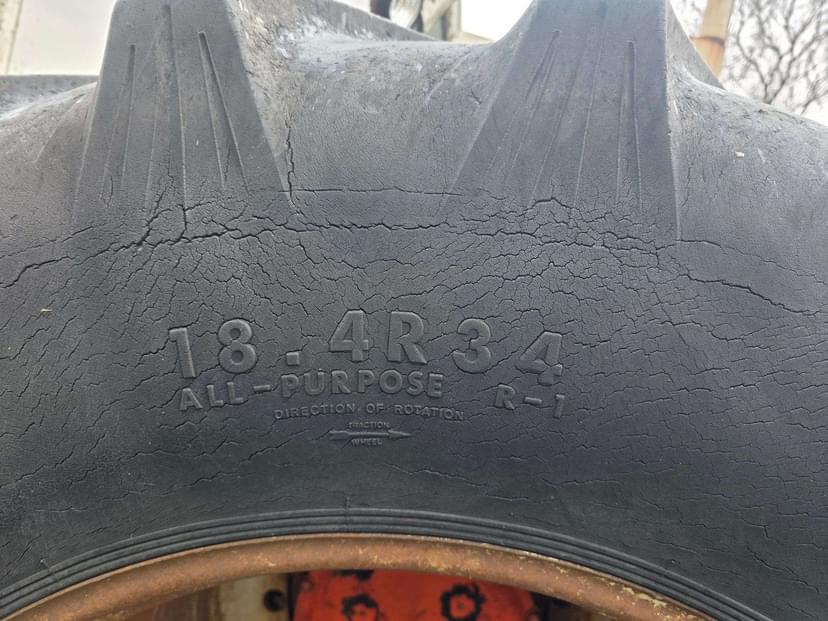 18.4R34
ALL-PURPOSE R-1
DIRECTION OF ROTATION
TRACTION
WHEEL